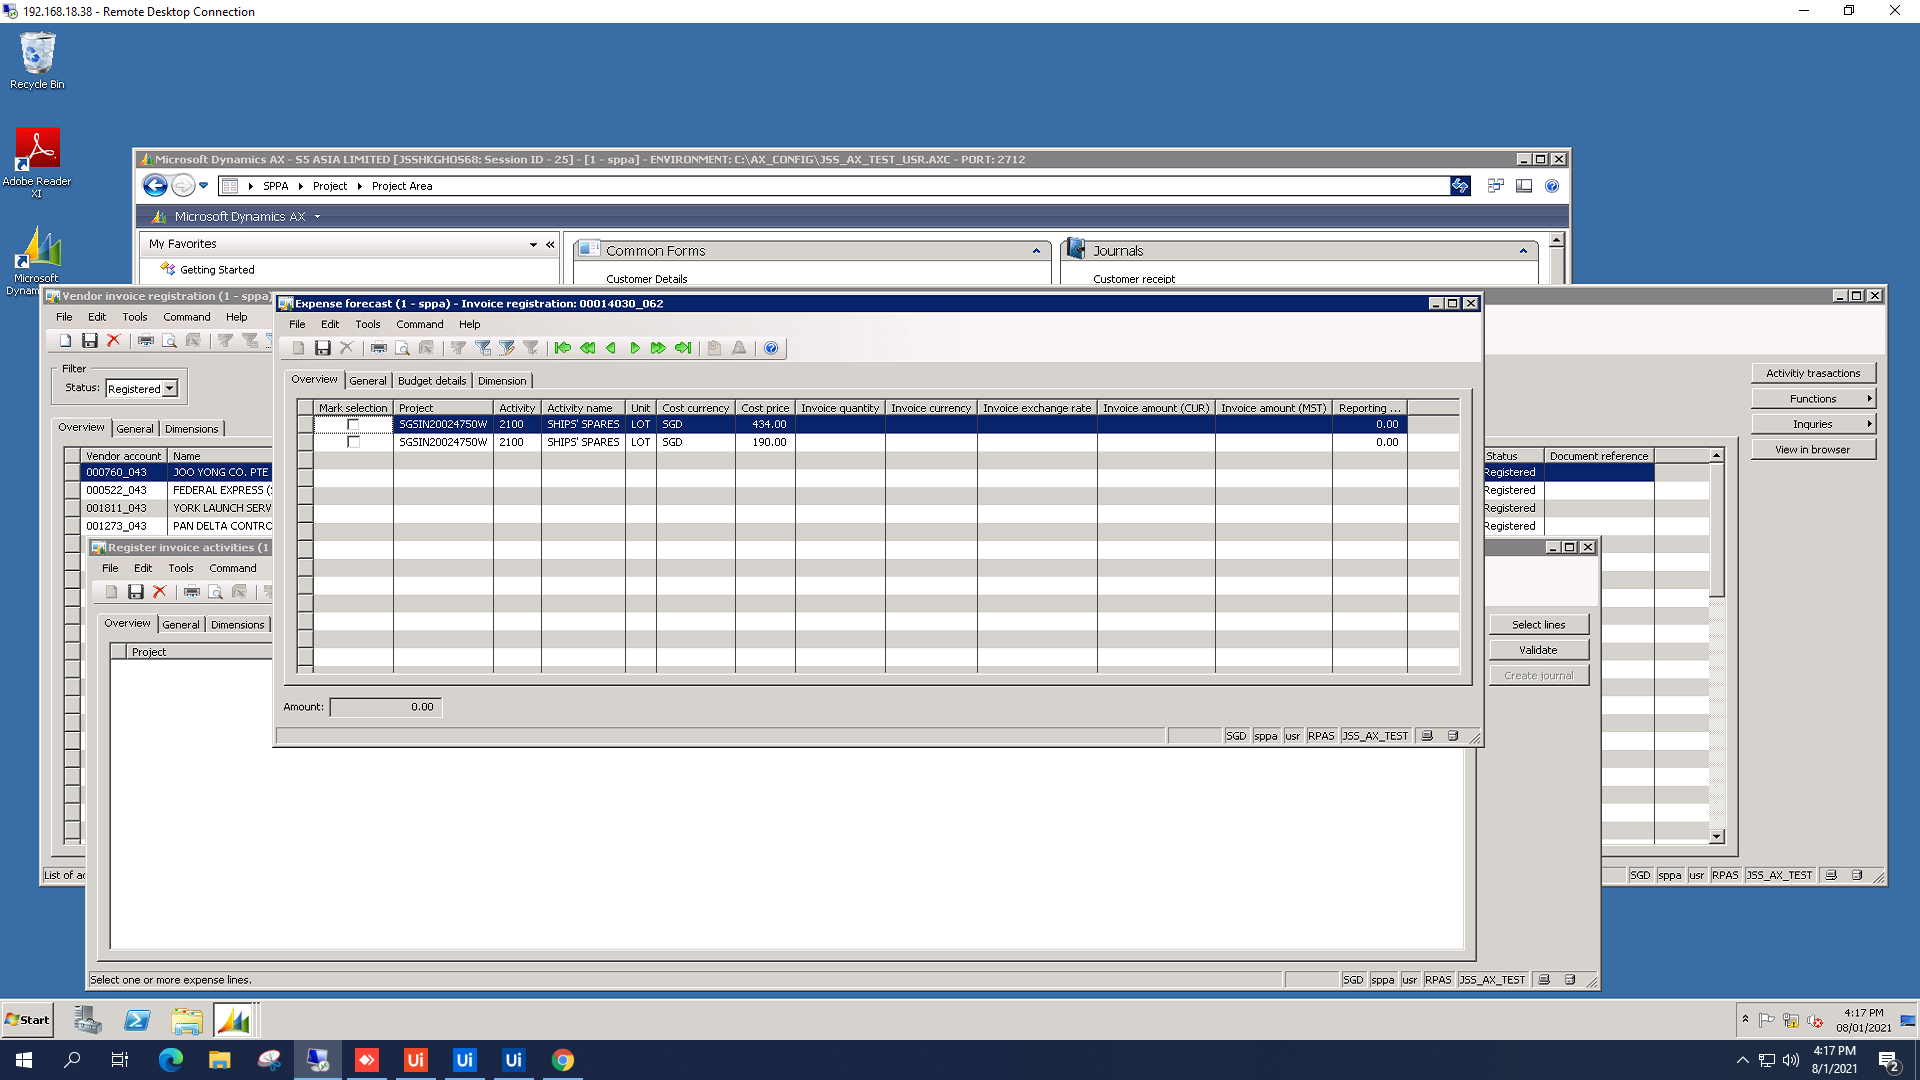 192.168.18.38 - Remote Desktop Connection
Recycle Bin
Adobe Reader XI
Microsoft
Microsoft Dynamics AX - S5 ASIA LIMITED [JSSHKGHOS68: Session ID - 25] - [1 - sppa] - ENVIRONMENT: C:\AX_CONFIG\JSS_AX_TEST_USR.AXC - PORT: 2712
SPPA Project Project Area
Microsoft Dynamics AX
My Favorites
Getting Started
Common Forms
Customer Details
Journals
Customer receipt
Vendor invoice registration (1 - sppa)
File Edit Tools Command Help
Filter
Status: Registered
Overview General Dimensions
Vendor account Name
000760_043 JOO YONG CO. PTE
000522_043 FEDERAL EXPRESS (
001811_043 YORK LAUNCH SERV
001273_043 PAN DELTA CONTRO
Status Document reference
Registered
Registered
Registered
Registered
Activitiy trasactions
Functions
Inquries
View in browser
List of
SGD sppa usr RPAS JSS_AX_TEST
Expense forecast (1 - sppa) - Invoice registration: 00014030_062
File Edit Tools Command Help
Overview General Budget details Dimension
Mark selection Project Activity Activity name Unit Cost currency Cost price Invoice quantity Invoice currency Invoice exchange rate Invoice amount (CUR) Invoice amount (MST) Reporting ...
SGSIN20024750W 2100 SHIPS' SPARES LOT SGD 434.00 0.00
SGSIN20024750W 2100 SHIPS' SPARES LOT SGD 190.00 0.00
Amount: 0.00
SGD sppa usr RPAS JSS_AX_TEST
Register invoice activities (1
File Edit Tools Command
Overview General Dimensions
Project
Select lines
Validate
Create journal
Select one or more expense lines.
SGD sppa usr RPAS JSS_AX_TEST
Start
4:17 PM
08/01/2021
Ui
Ui
Ui
4:17 PM
8/1/2021
2